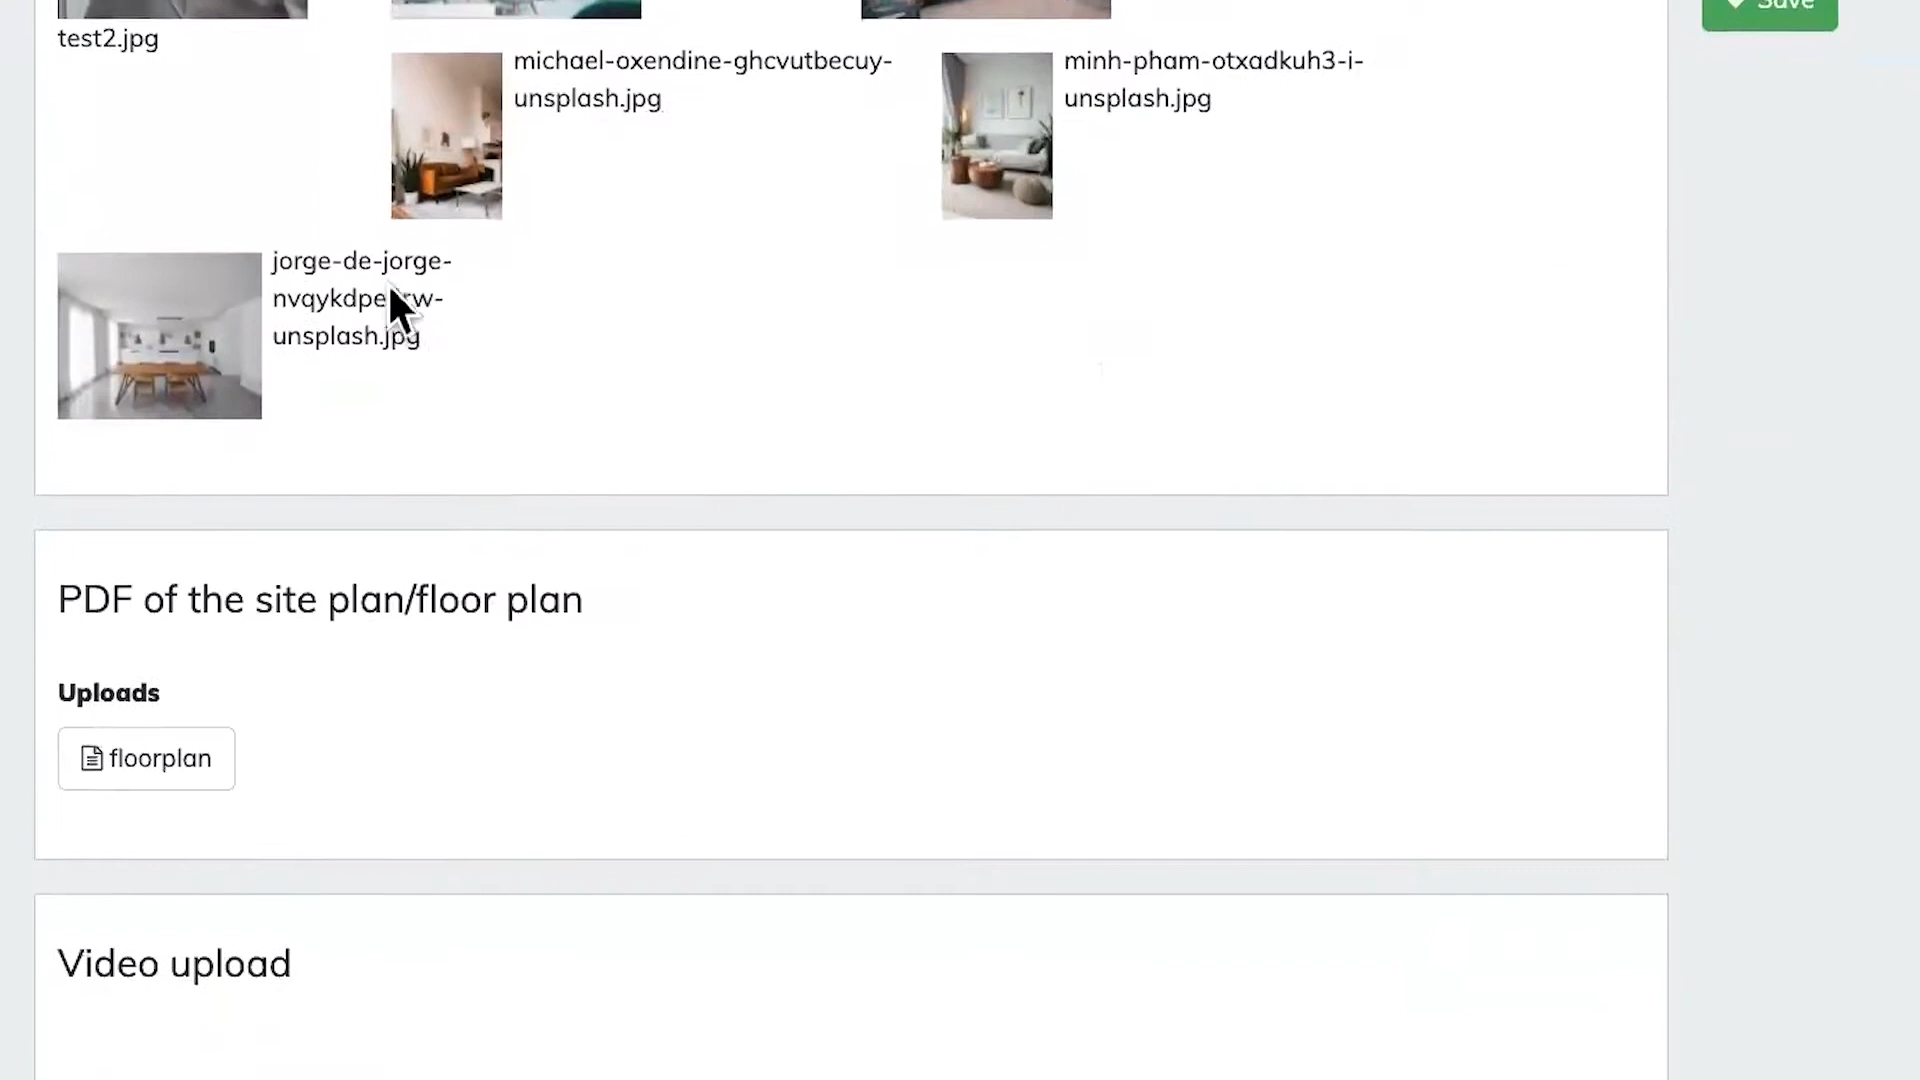 Save
test2.jpg
michael-oxendine-ghcvutbecuy-
unsplash.jpg
minh-pham-otxadkuh3-i-
unsplash.jpg
jorge-de-jorge-
unsplash.jpg
PDF of the site plan/floor plan
Uploads
floorplan
Video upload